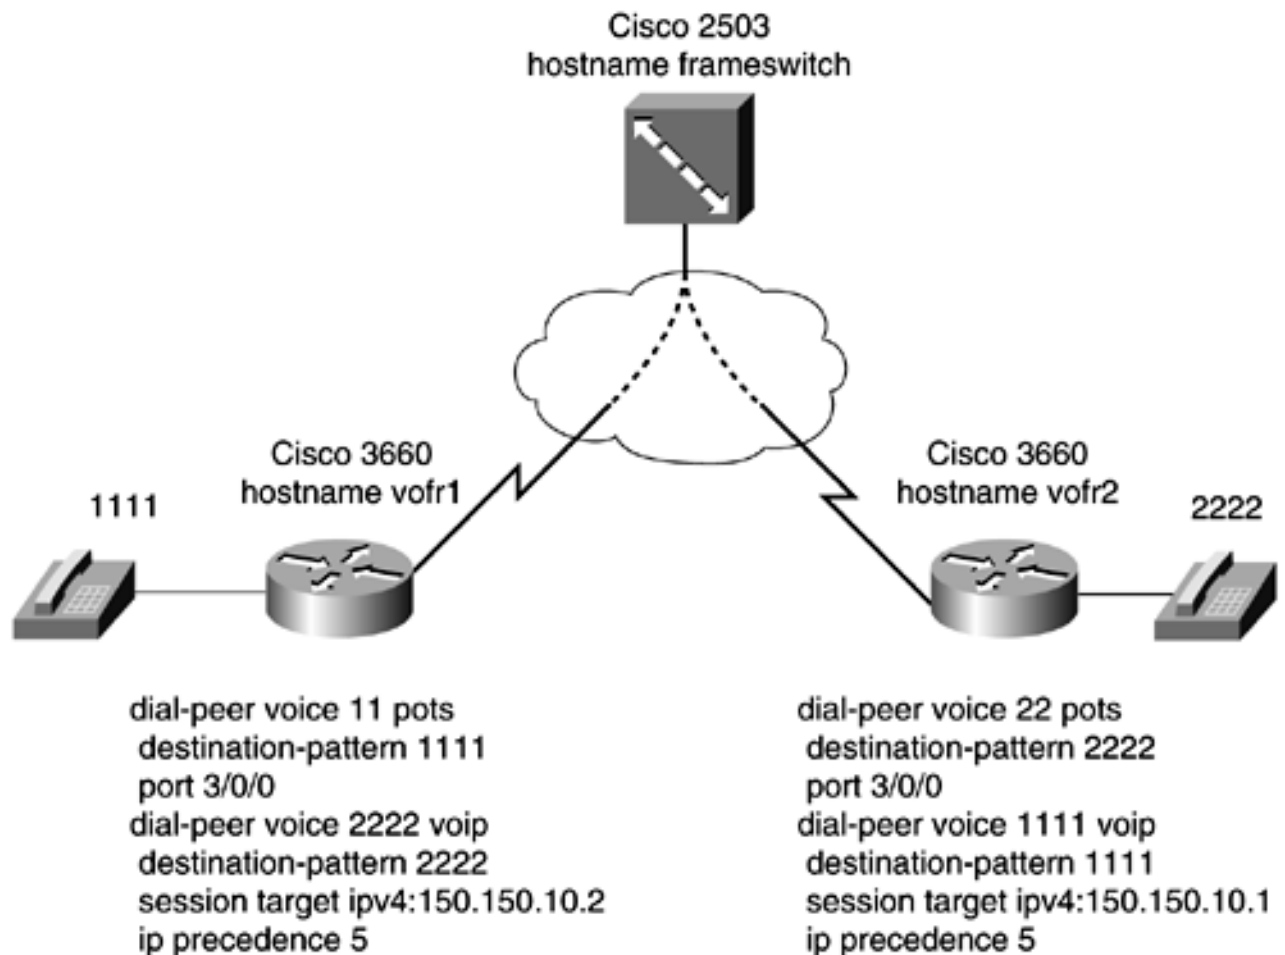 Cisco 2503
hostname frameswitch
Cisco 3660
hostname vofr1
1111
Cisco 3660
hostname vofr2
2222
dial-peer voice 11 pots
destination-pattern 1111
port 3/0/0
dial-peer voice 2222 voip
destination-pattern 2222
session target ipv4:150.150.10.2
ip precedence 5
dial-peer voice 22 pots
destination-pattern 2222
port 3/0/0
dial-peer voice 1111 voip
destination-pattern 1111
session target ipv4:150.150.10.1
ip precedence 5